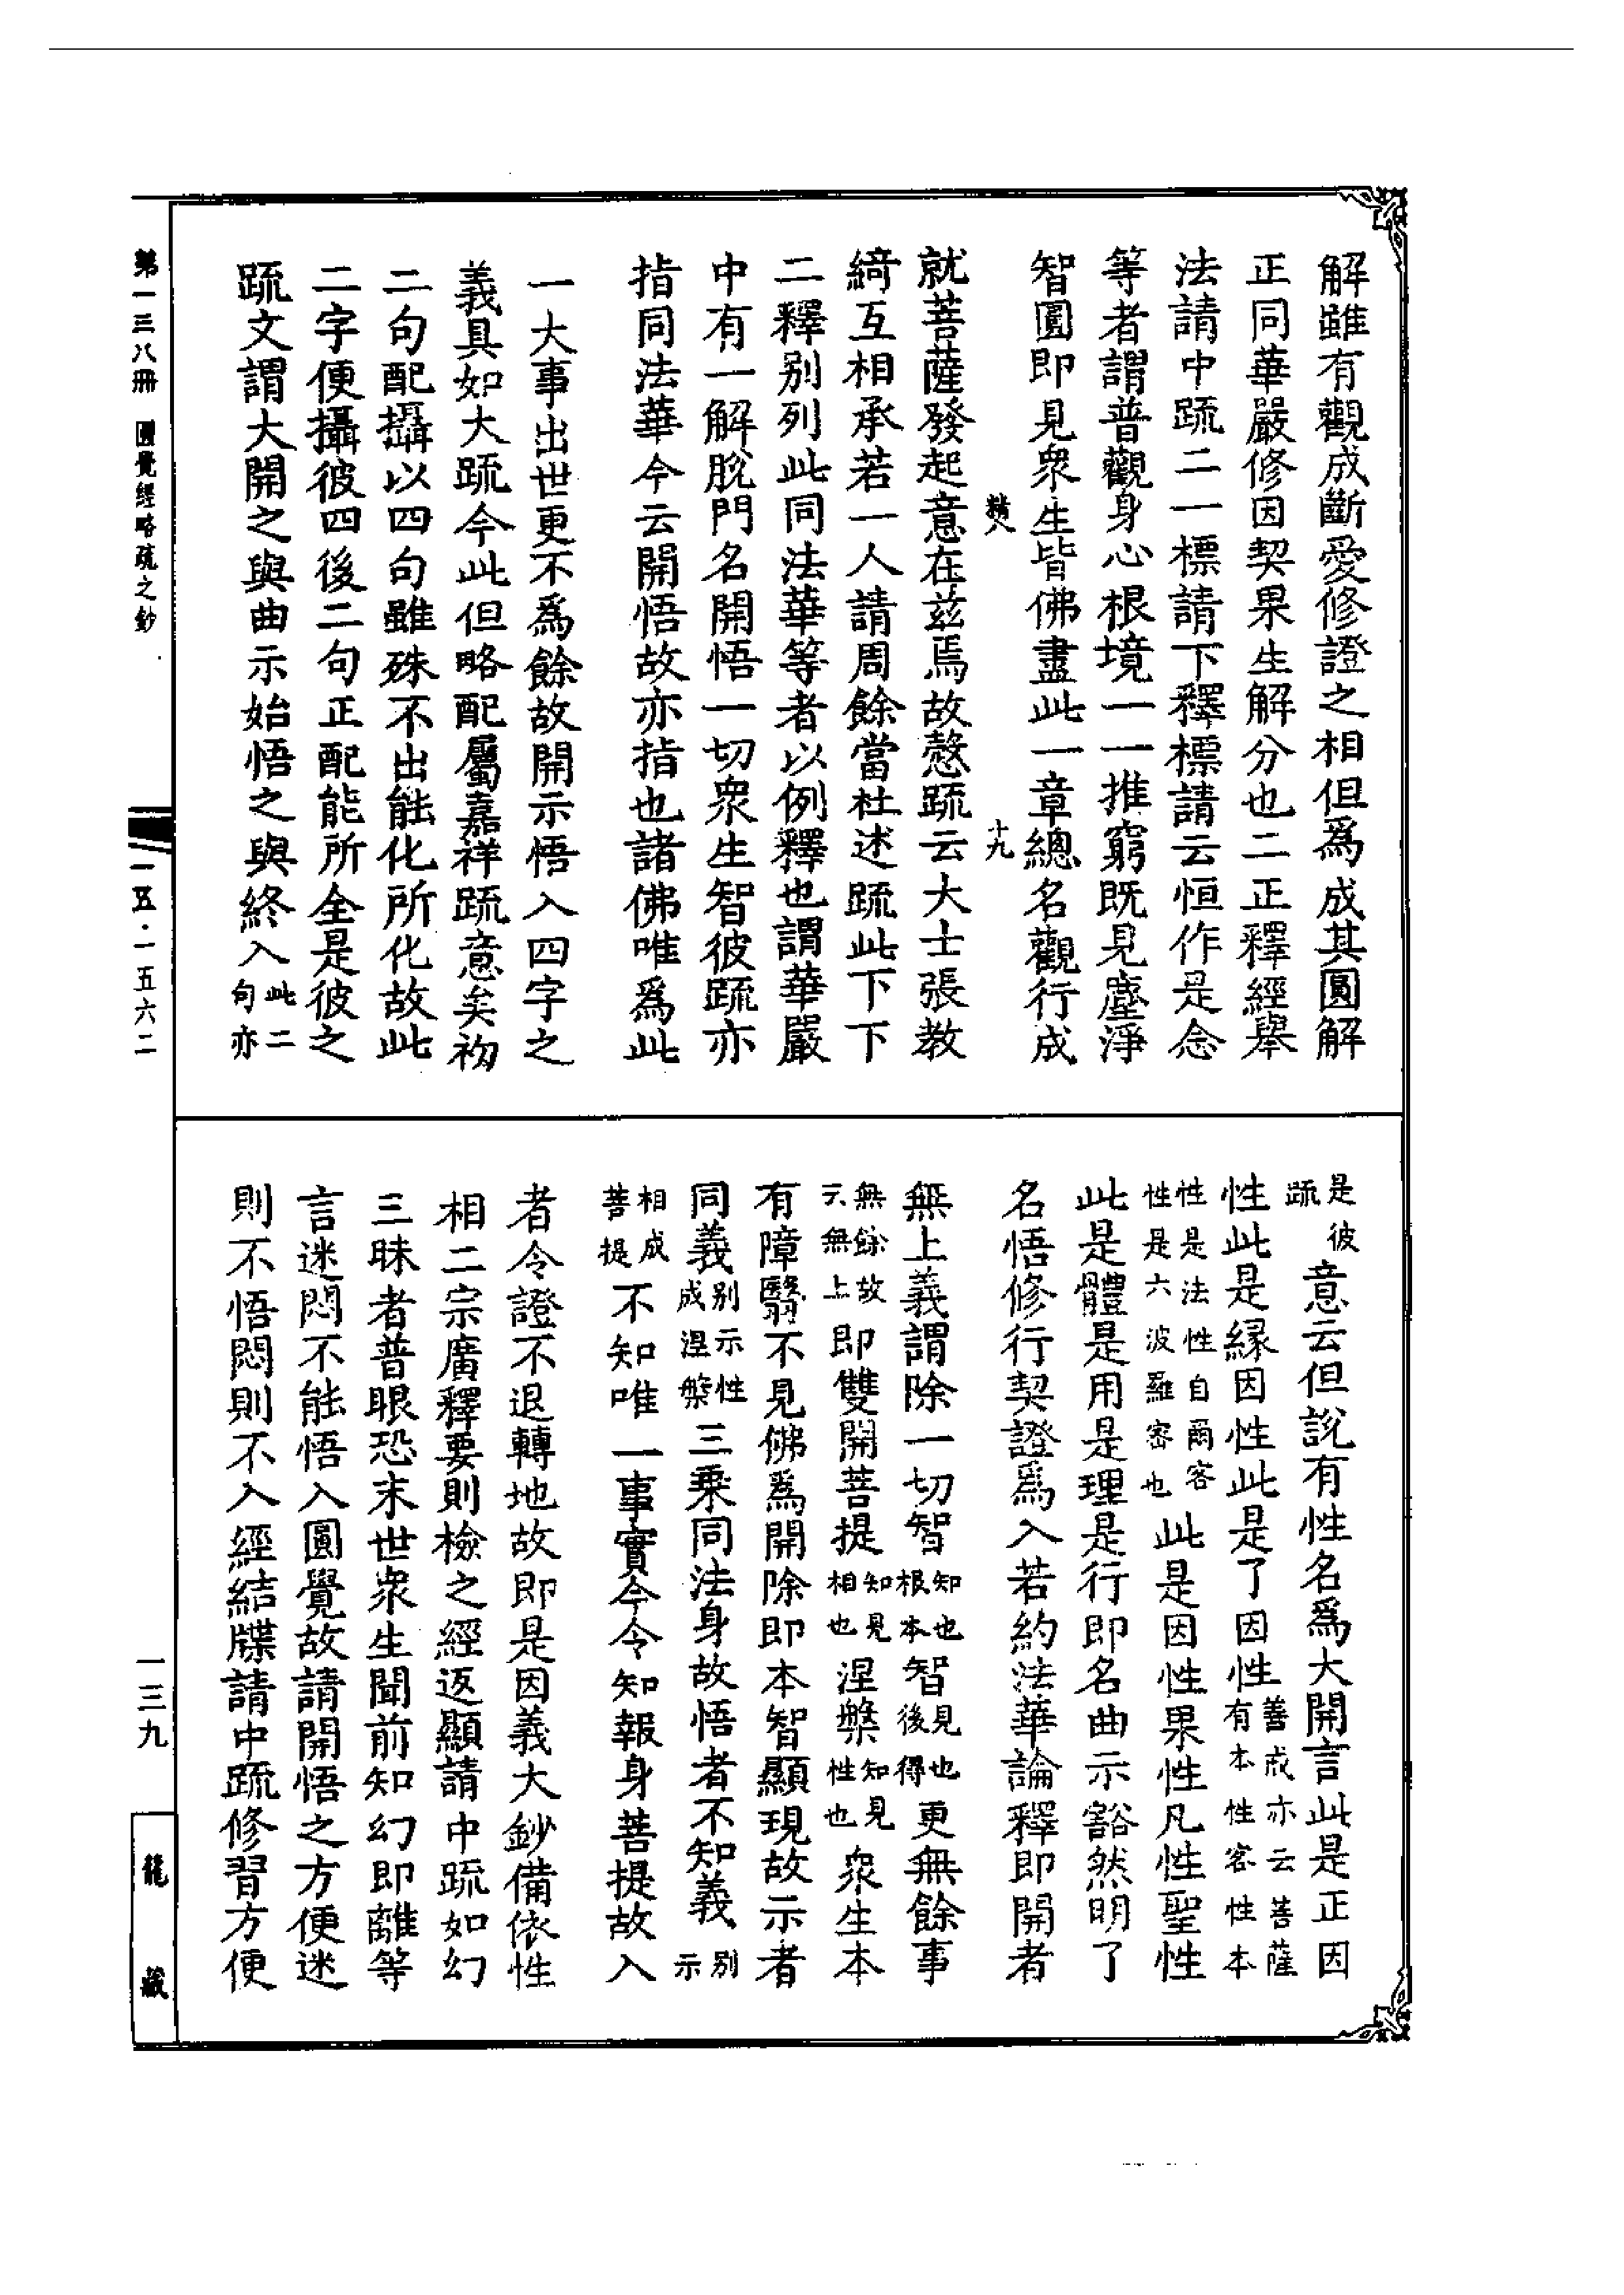 解雖有觀成斷愛修證之相但爲成其圓解
正同華嚴修因契果生解分也二正釋經舉
法請中䟽二一標請下釋標請云恒作是念
等者謂普觀身心根境一一推窮既見塵淨
智圓即見衆生皆佛盡此一章總名觀行成
精八 十九
就菩薩發起意在兹焉故慤䟽云大士張教
綺互相承若一人請周餘當杜述䟽此下下
二釋别列此同法華等者以例釋也謂華嚴
中有一解脫門名開悟一切衆生智彼䟽亦
指同法華今云開悟故亦指也諸佛唯爲此
一大事出世更不爲餘故開示悟入四字之
義具如大䟽今此但略配屬嘉祥䟽意矣初
二句配攝以四句雖殊不出能化所化故此
二字便攝彼四後二句正配能所全是彼之
䟽文謂大開之與曲示始悟之與終入此二句亦
是彼䟽意云但說有性名爲大開言此是正因
性此是緣因性此是了因性善戒亦云菩薩有本性客性本
性是法性自爾客性是六波羅密也此是因性果性凡性聖性
此是體是用是理是行即名曲示豁然明了
名悟修行契證爲入若約法華論釋即開者
無上義謂除一切智知也根本智見也後得更無餘事
無餘故云無上即雙開菩提知見相也涅槃知見性也衆生本
有障翳不見佛爲開除即本智顯現故示者
同義别示性成涅槃三乘同法身故悟者不知義别示
相成菩提不知唯一事實今令知報身菩提故入
者令證不退轉地故即是因義大鈔備依性
相二宗廣釋要則檢之經返顯請中䟽如幻
三昧者普眼恐末世衆生聞前知幻即離等
言迷悶不能悟入圓覺故請開悟之方便迷
則不悟悶則不入經結牒請中䟽修習方便
第一三八冊 圓覺經略疏之鈔
一五·一五六二
一三九
龍藏